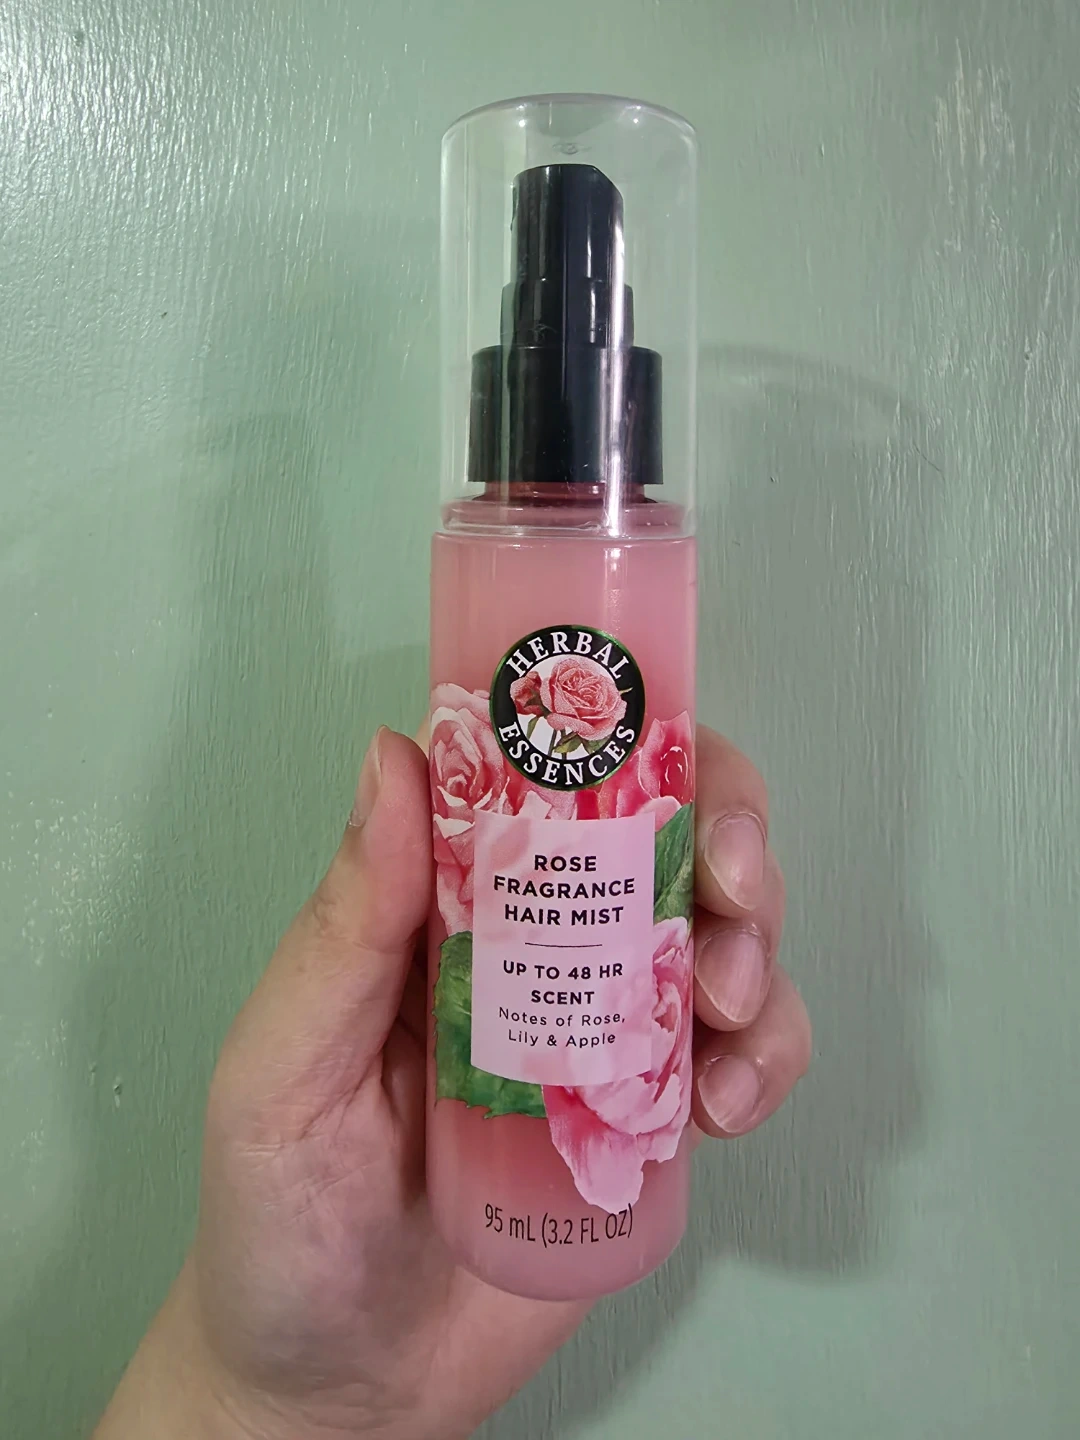 HERBAL
ESSENCES
ROSE
FRAGRANCE
HAIR MIST
UP TO 48 HR
SCENT
Notes of Rose,
Lily & Apple
95 mL (3.2 FL OZ)